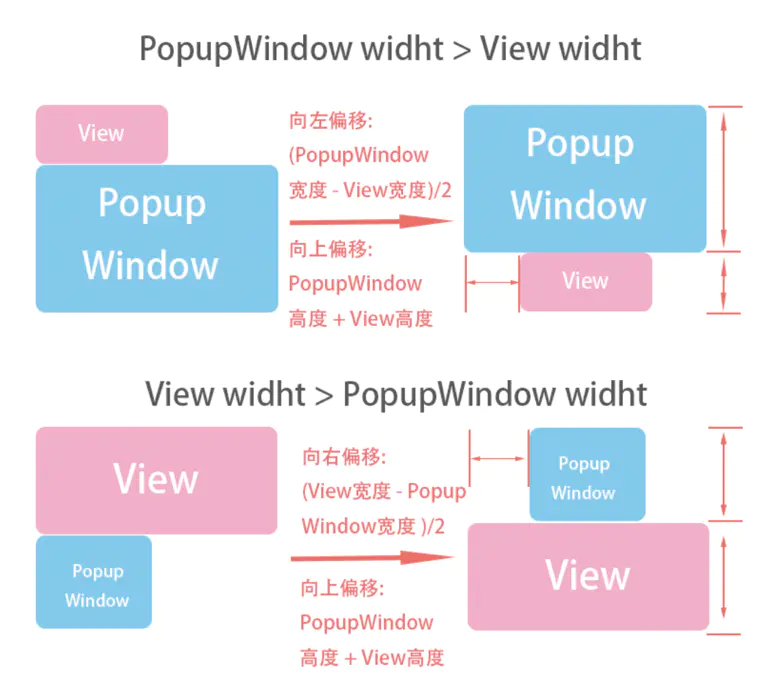 PopupWindow widht > View widht
View
Popup
Window
向左偏移:
(PopupWindow
宽度 - View宽度)/2
向上偏移:
PopupWindow
高度 + View高度
Popup
Window
View
View widht > PopupWindow widht
View
Popup
Window
向右偏移:
(View宽度 - Popup
Window宽度 )/2
向上偏移:
PopupWindow
高度 + View高度
Popup
Window
View